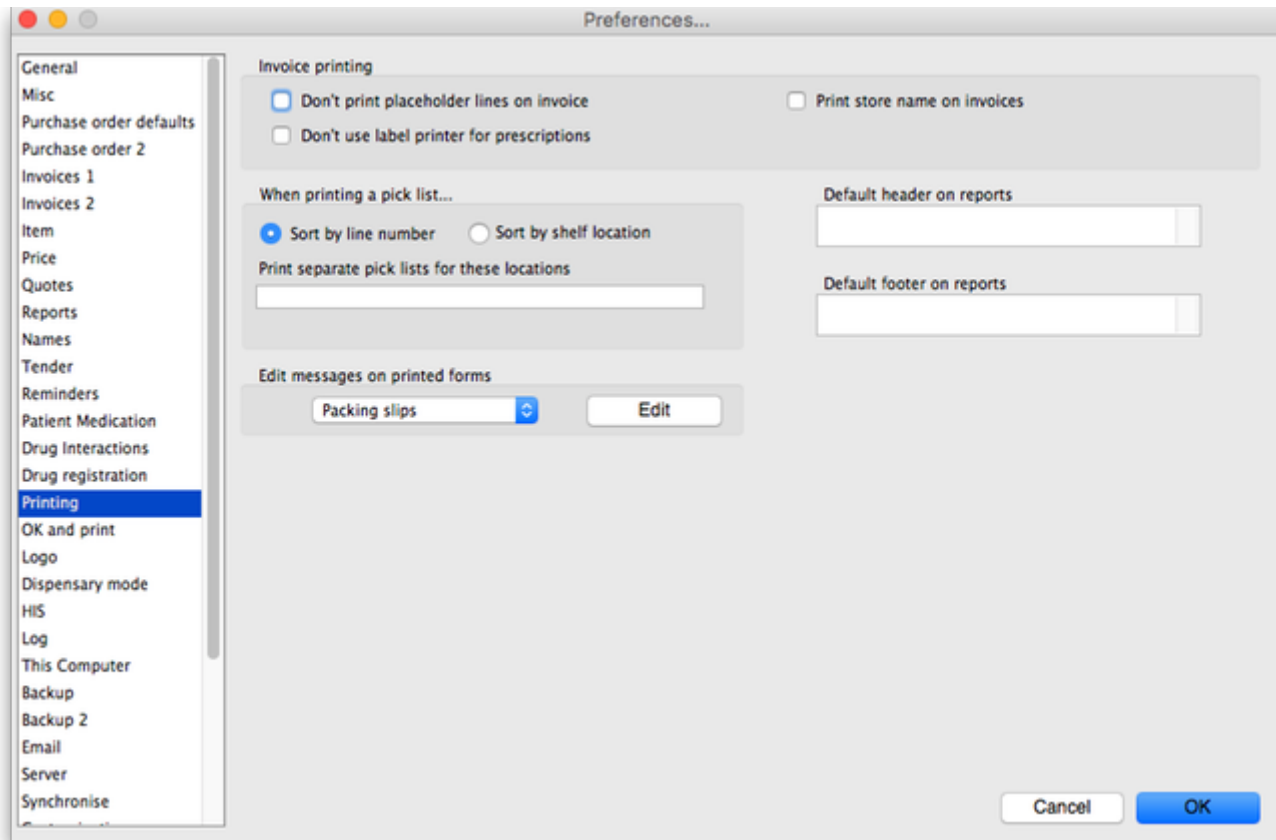 Preferences...
General
Misc
Purchase order defaults
Purchase order 2
Invoices 1
Invoices 2
Item
Price
Quotes
Reports
Names
Tender
Reminders
Patient Medication
Drug Interactions
Drug registration
Printing
OK and print
Logo
Dispensary mode
HIS
Log
This Computer
Backup
Backup 2
Email
Server
Synchronise
Invoice printing
Don't print placeholder lines on invoice
Print store name on invoices
Don't use label printer for prescriptions
When printing a pick list...
Sort by line number
Sort by shelf location
Print separate pick lists for these locations
Default header on reports
Default footer on reports
Edit messages on printed forms
Packing slips
Edit
Cancel
OK